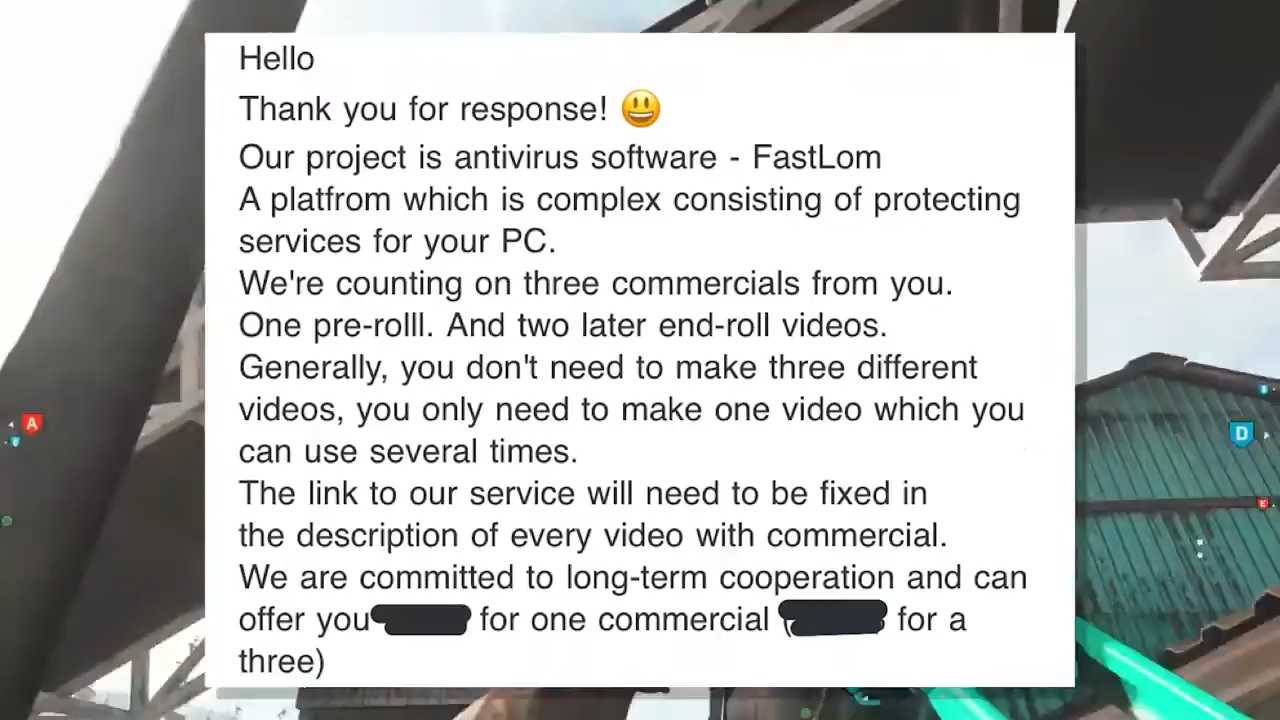 Hello
Thank you for response! 😃
Our project is antivirus software - FastLom
A platfrom which is complex consisting of protecting
services for your PC.
We're counting on three commercials from you.
One pre-rolll. And two later end-roll videos.
Generally, you don't need to make three different
videos, you only need to make one video which you
can use several times.
The link to our service will need to be fixed in
the description of every video with commercial.
We are committed to long-term cooperation and can
offer you for one commercial ( for a
three)
A
D
E